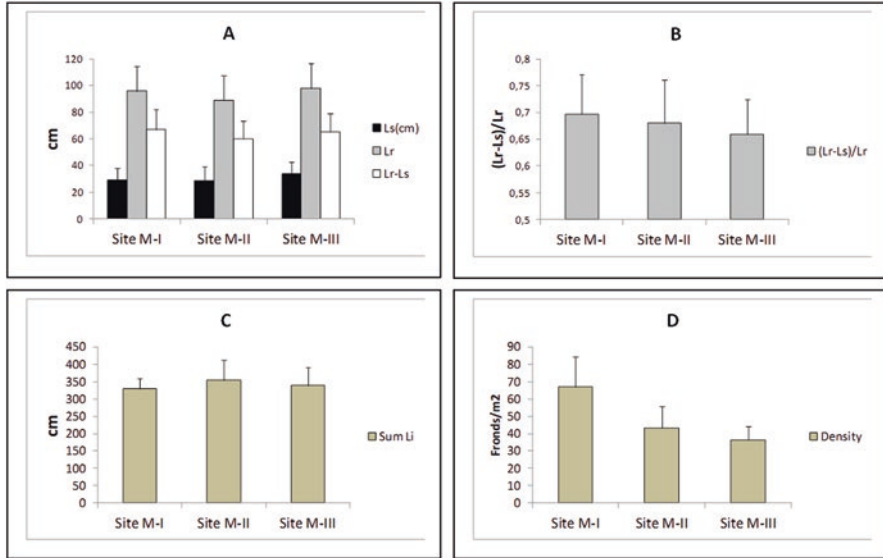 A
120
100
80
60
40
20
0
cm
Site M-I Site M-II Site M-III
Ls(cm)
Lr
Lr-Ls
B
0,8
0,75
0,7
0,65
0,6
0,55
0,5
(Lr-Ls)/Lr
Site M-I Site M-II Site M-III
(Lr-Ls)/Lr
C
450
400
350
300
250
200
150
100
50
0
cm
Site M-I Site M-II Site M-III
Sum Li
D
90
80
70
60
50
40
30
20
10
0
Fronds/m2
Site M-I Site M-II Site M-III
Density